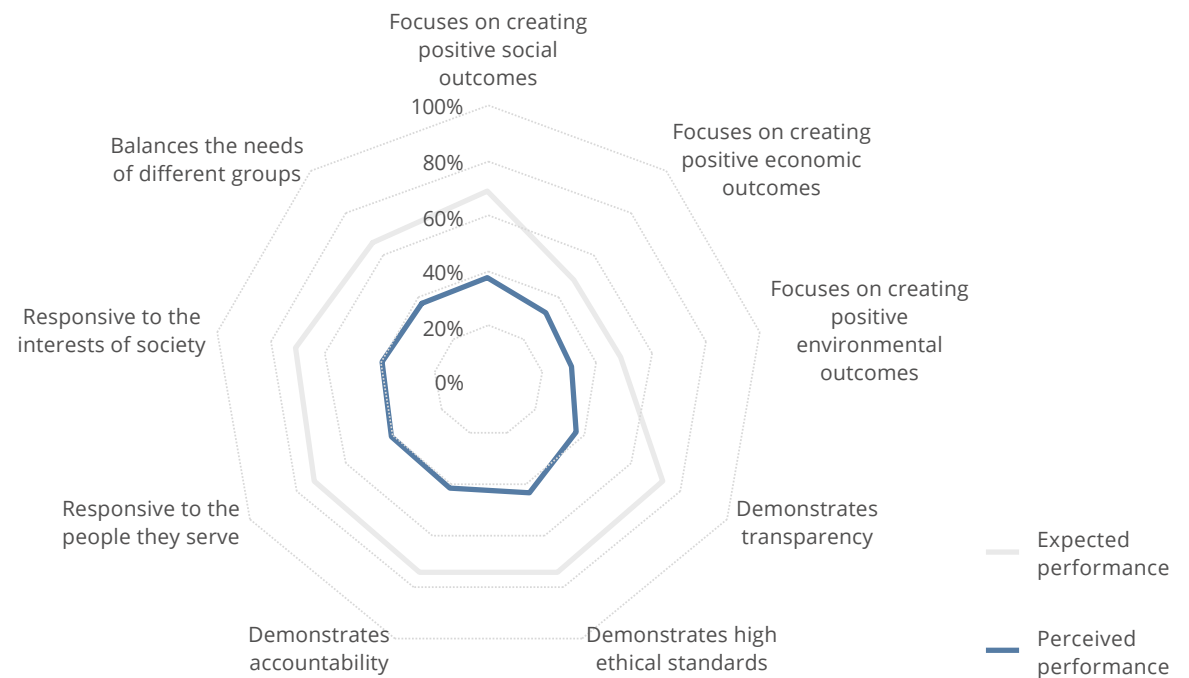 Focuses on creating
positive social
outcomes
100%
80%
60%
40%
20%
0%
Focuses on creating
positive economic
outcomes
Focuses on creating
positive
environmental
outcomes
Demonstrates
transparency
Demonstrates high
ethical standards
Demonstrates
accountability
Responsive to the
people they serve
Responsive to the
interests of society
Balances the needs
of different groups
Expected
performance
Perceived
performance